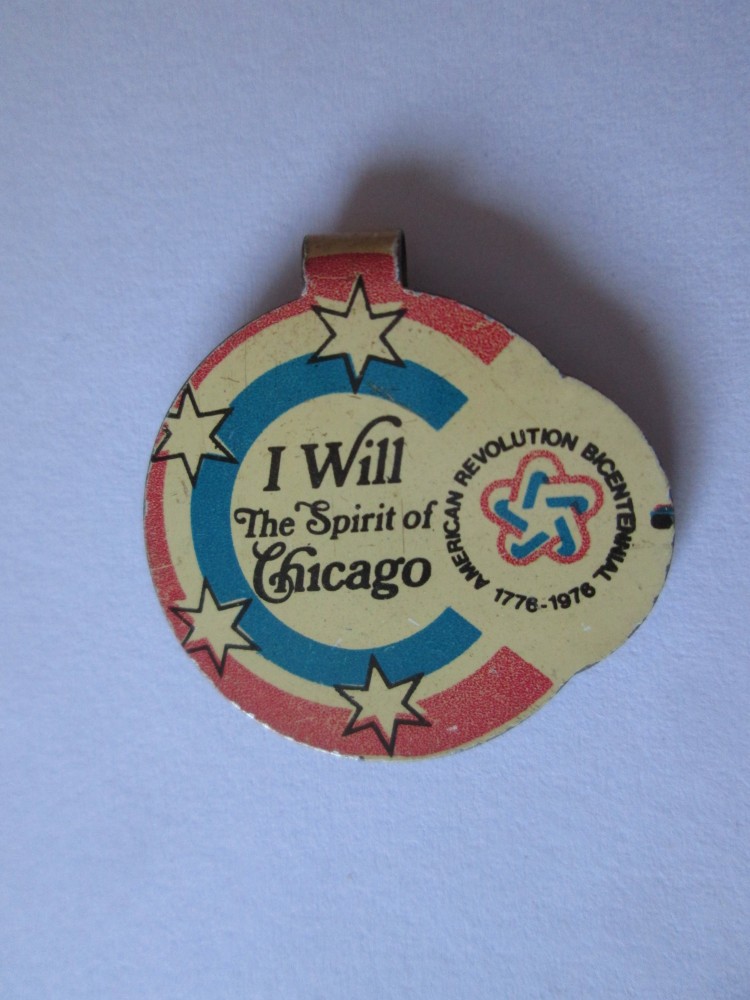 I Will
The Spirit of
Chicago
AMERICAN REVOLUTION BICENTENNIAL
1776-1976